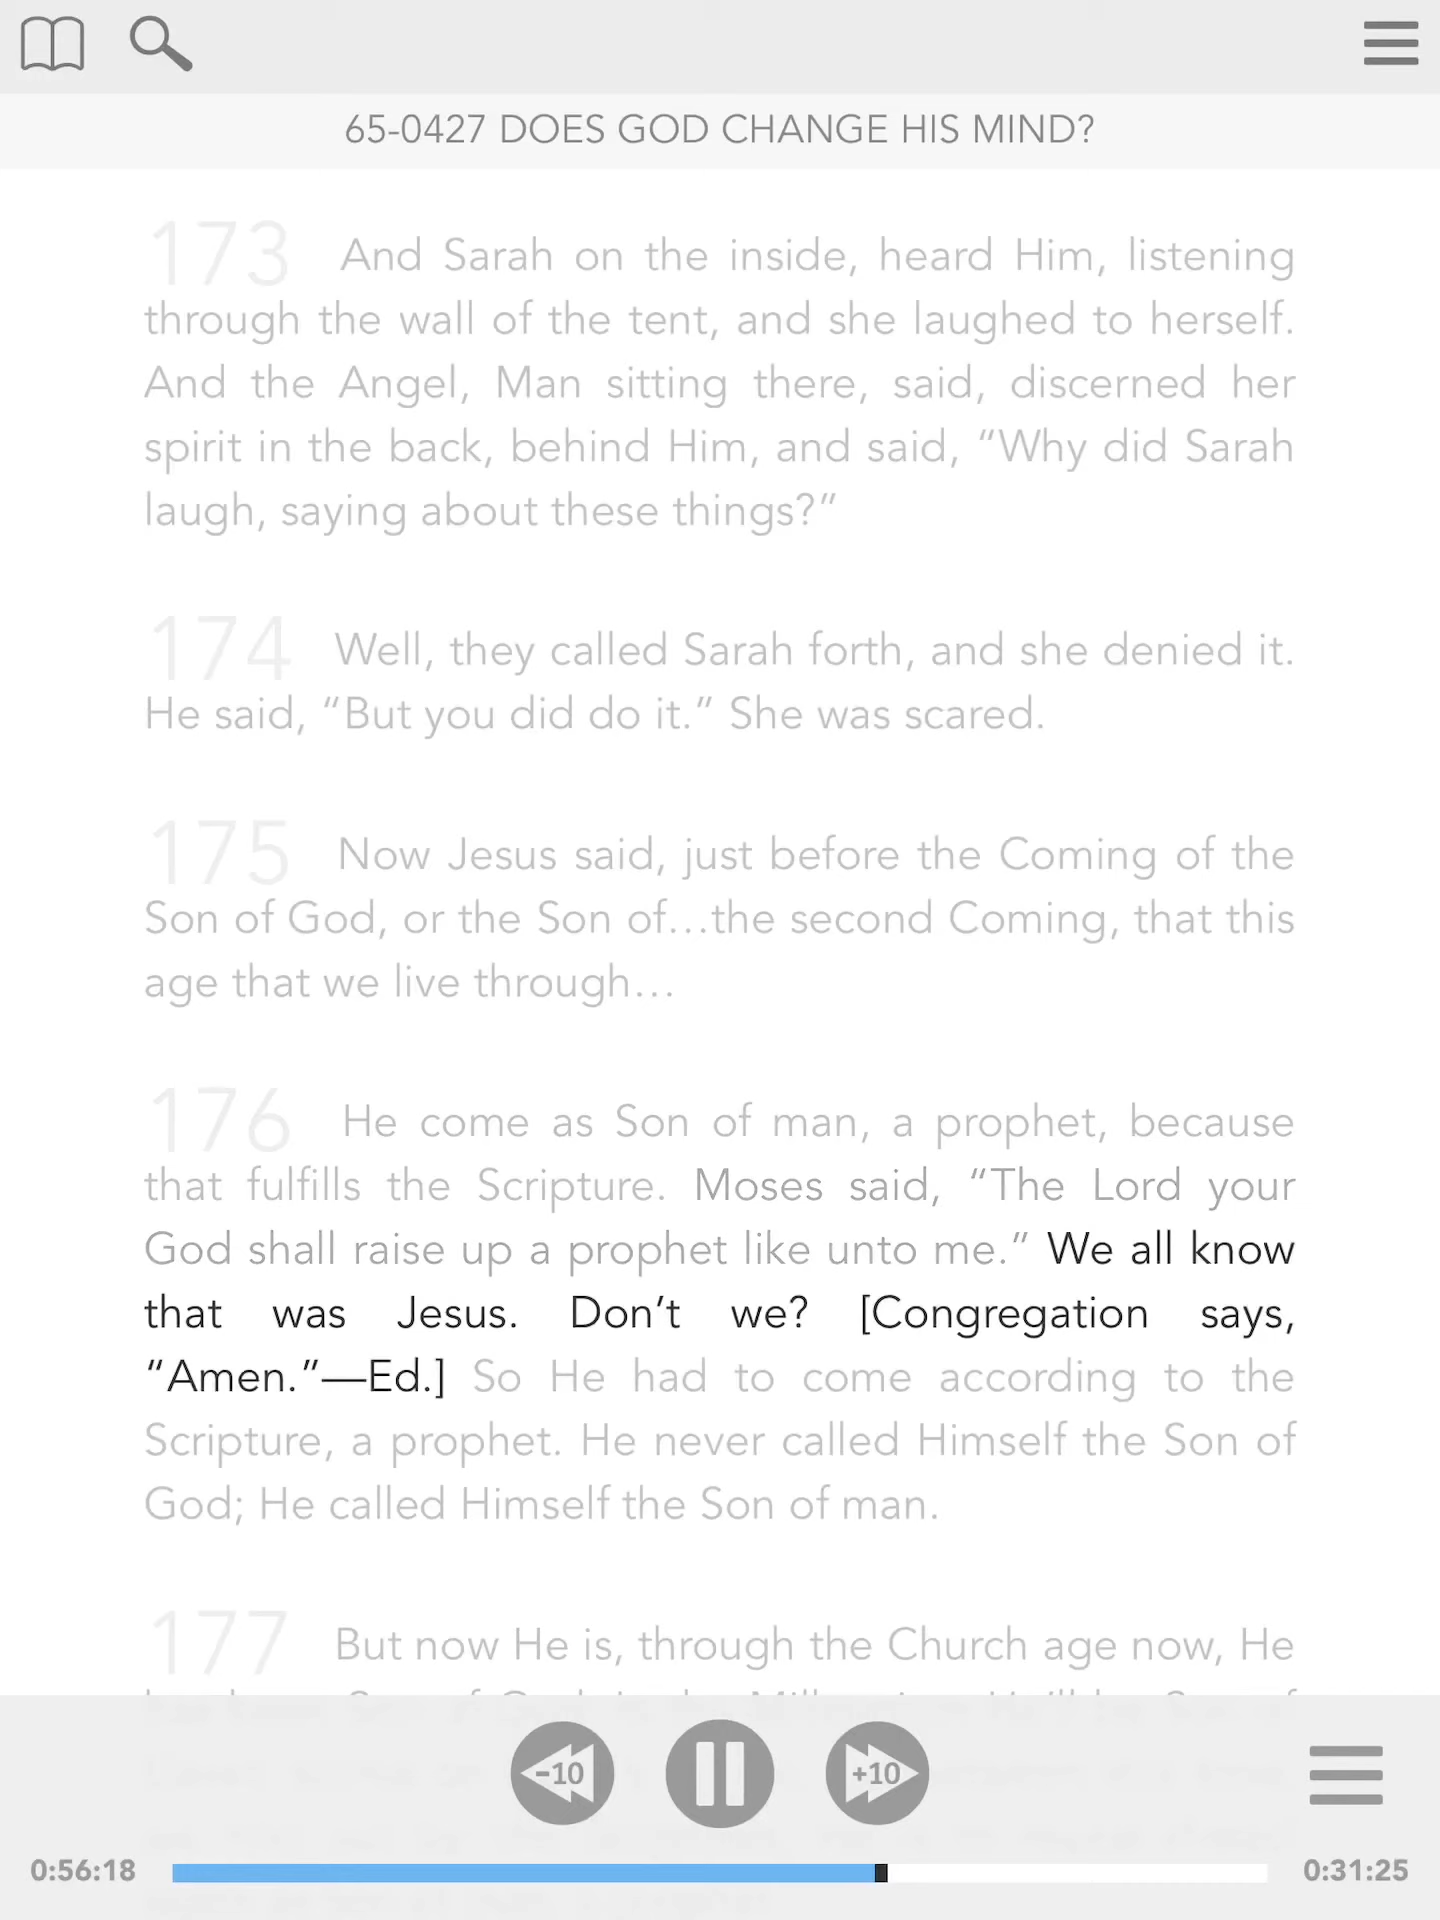 65-0427 DOES GOD CHANGE HIS MIND?
173 And Sarah on the inside, heard Him, listening
through the wall of the tent, and she laughed to herself.
And the Angel, Man sitting there, said, discerned her
spirit in the back, behind Him, and said, “Why did Sarah
laugh, saying about these things?”
174 Well, they called Sarah forth, and she denied it.
He said, “But you did do it.” She was scared.
175 Now Jesus said, just before the Coming of the
Son of God, or the Son of…the second Coming, that this
age that we live through…
176 He come as Son of man, a prophet, because
that fulfills the Scripture. Moses said, “The Lord your
God shall raise up a prophet like unto me.” We all know
that was Jesus. Don’t we? [Congregation says,
“Amen.”—Ed.] So He had to come according to the
Scripture, a prophet. He never called Himself the Son of
God; He called Himself the Son of man.
177 But now He is, through the Church age now, He
-10 +10
0:56:18 0:31:25